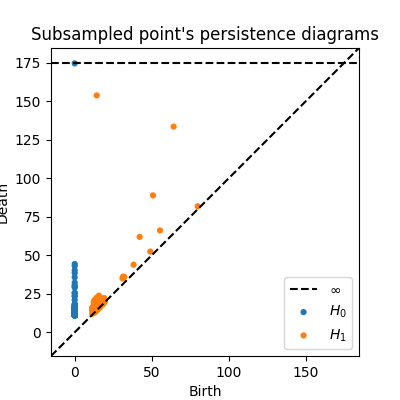 Subsampled point's persistence diagrams
175
150
125
100
75
50
25
0
Death
0
50
100
150
Birth
∞
H₀
H₁